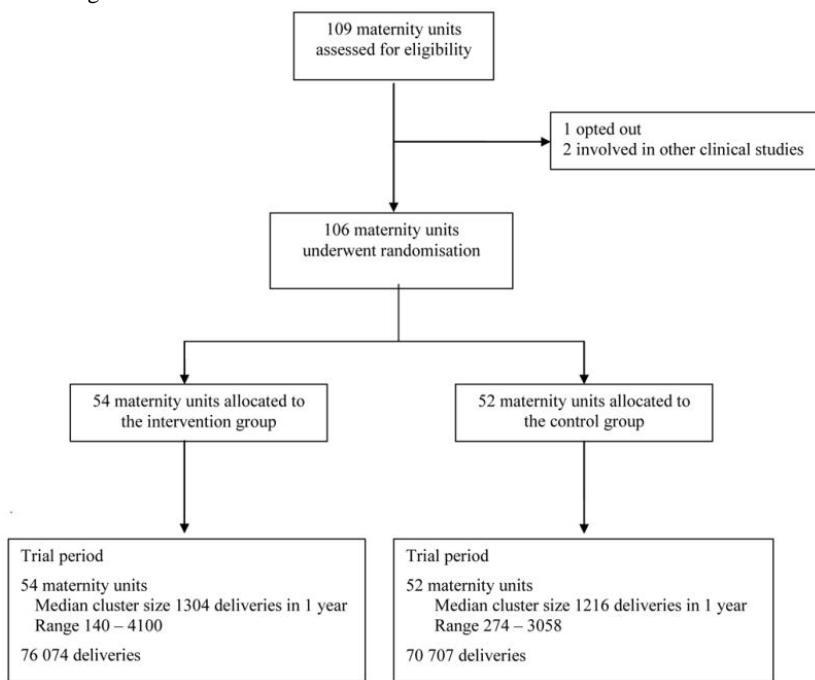 109 maternity units
assessed for eligibility
1 opted out
2 involved in other clinical studies
106 maternity units
underwent randomisation
54 maternity units allocated to
the intervention group
52 maternity units allocated to
the control group
Trial period
54 maternity units
Median cluster size 1304 deliveries in 1 year
Range 140 – 4100
76 074 deliveries
Trial period
52 maternity units
Median cluster size 1216 deliveries in 1 year
Range 274 – 3058
70 707 deliveries